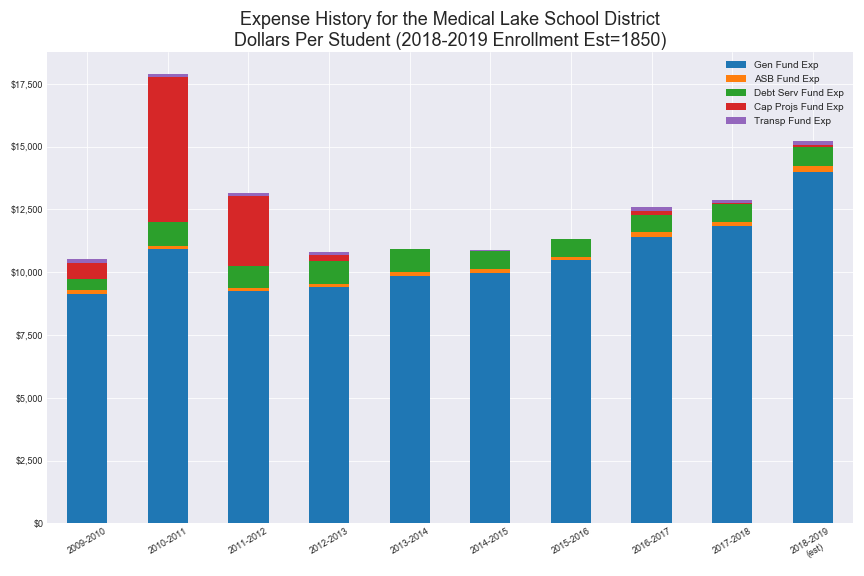 Expense History for the Medical Lake School District
Dollars Per Student (2018-2019 Enrollment Est=1850)
Gen Fund Exp
ASB Fund Exp
Debt Serv Fund Exp
Cap Projs Fund Exp
Transp Fund Exp
$17,500
$15,000
$12,500
$10,000
$7,500
$5,000
$2,500
$0
2009-2010
2010-2011
2011-2012
2012-2013
2013-2014
2014-2015
2015-2016
2016-2017
2017-2018
2018-2019
(est)